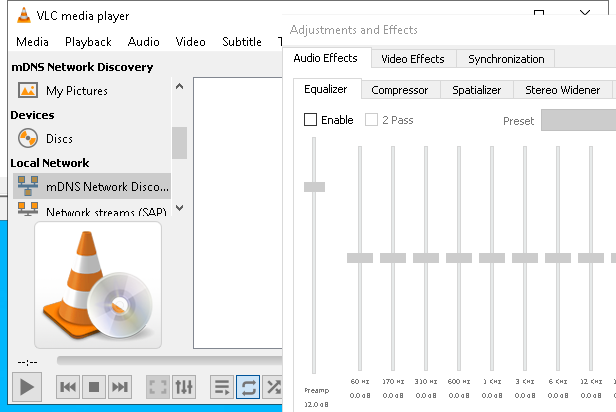 VLC media player
Media Playback Audio Video Subtitle T
mDNS Network Discovery
My Pictures
Devices
Discs
Local Network
mDNS Network Disco...
Network streams (SAP)
--:--
Adjustments and Effects
Audio Effects Video Effects Synchronization
Equalizer Compressor Spatializer Stereo Widener
Enable 2 Pass Preset
60 Hz 170 Hz 310 Hz 600 Hz 1 KHz 3 KHz 6 KHz 12 KHz
Preamp 0.0 dB 0.0 dB 0.0 dB 0.0 dB 0.0 dB 0.0 dB 0.0 dB 0.0 dB
12.0 dB